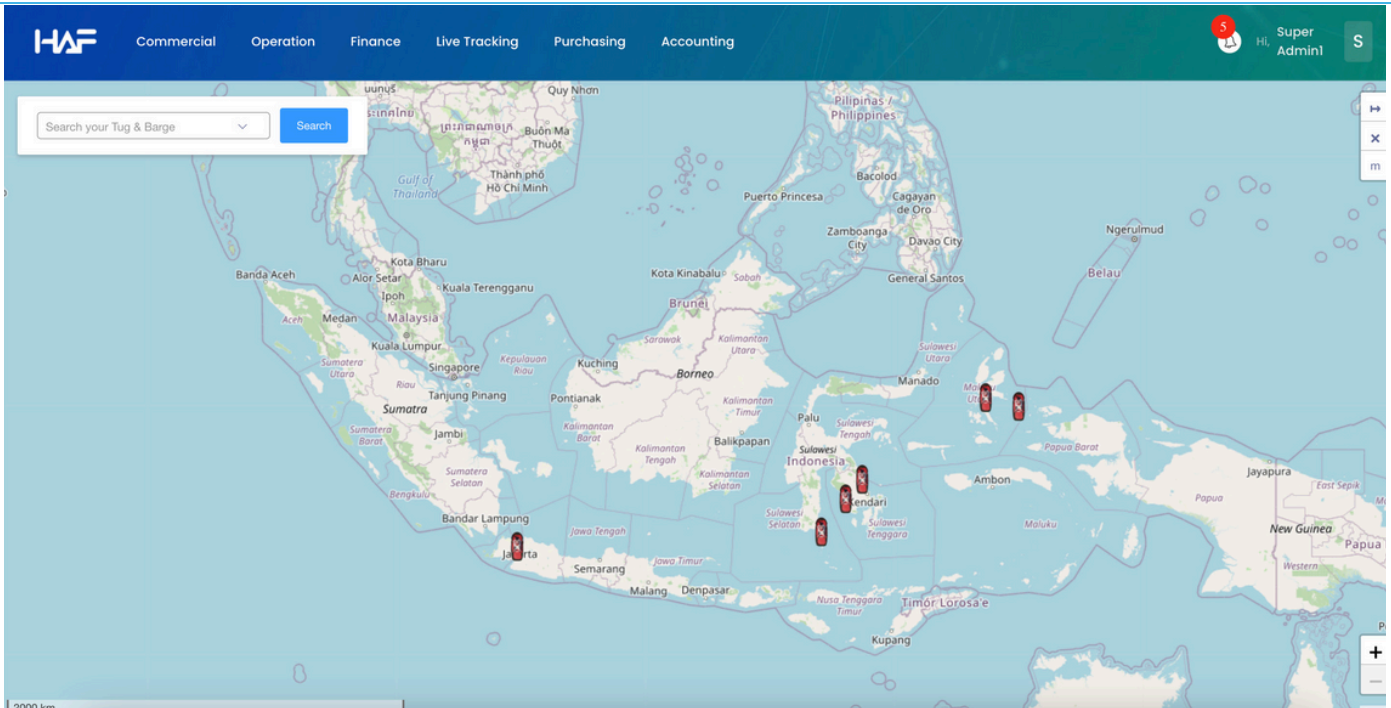 HAF
Commercial
Operation
Finance
Live Tracking
Purchasing
Accounting
5
Hi,
Super
Admin1
S
Search your Tug & Barge
Search
m
Quy Nhơn
Buôn Ma
Thuột
Thành phố
Hồ Chí Minh
Gulf of
Thailand
Pilipinas /
Philippines
Puerto Princesa
Bacolod
Cagayan
de Oro
Zamboanga
City
Davao City
General Santos
Ngerulmud
Belau
Banda Aceh
Kota Bharu
Alor Setar
Ipoh
Kuala Terengganu
Kota Kinabalu
Sabah
Brunei
Aceh
Medan
Malaysia
Kuala Lumpur
Singapore
Sumatera
Utara
Riau
Kepulauan
Riau
Tanjung Pinang
Kuching
Sarawak
Kalimantan
Utara
Borneo
Sulawesi
Utara
Manado
Pontianak
Sumatra
Kalimantan
Timur
Palu
Sumatera
Barat
Jambi
Kalimantan
Barat
Kalimantan
Tengah
Balikpapan
Sulawesi
Tengah
Sulawesi
Indonesia
Papua Barat
Sumatera
Selatan
Kalimantan
Selatan
Ambon
Jayapura
East Sepik
Bengkulu
Papua
Bandar Lampung
Kendari
Jawa Tengah
Sulawesi
Selatan
Sulawesi
Tenggara
Maluku
New Guinea
Papua
Western
Semarang
Jawa Timur
Malang
Denpasar
Nusa Tenggara
Timur
Timór Lorosa'e
Kupang
+
−
2000 km